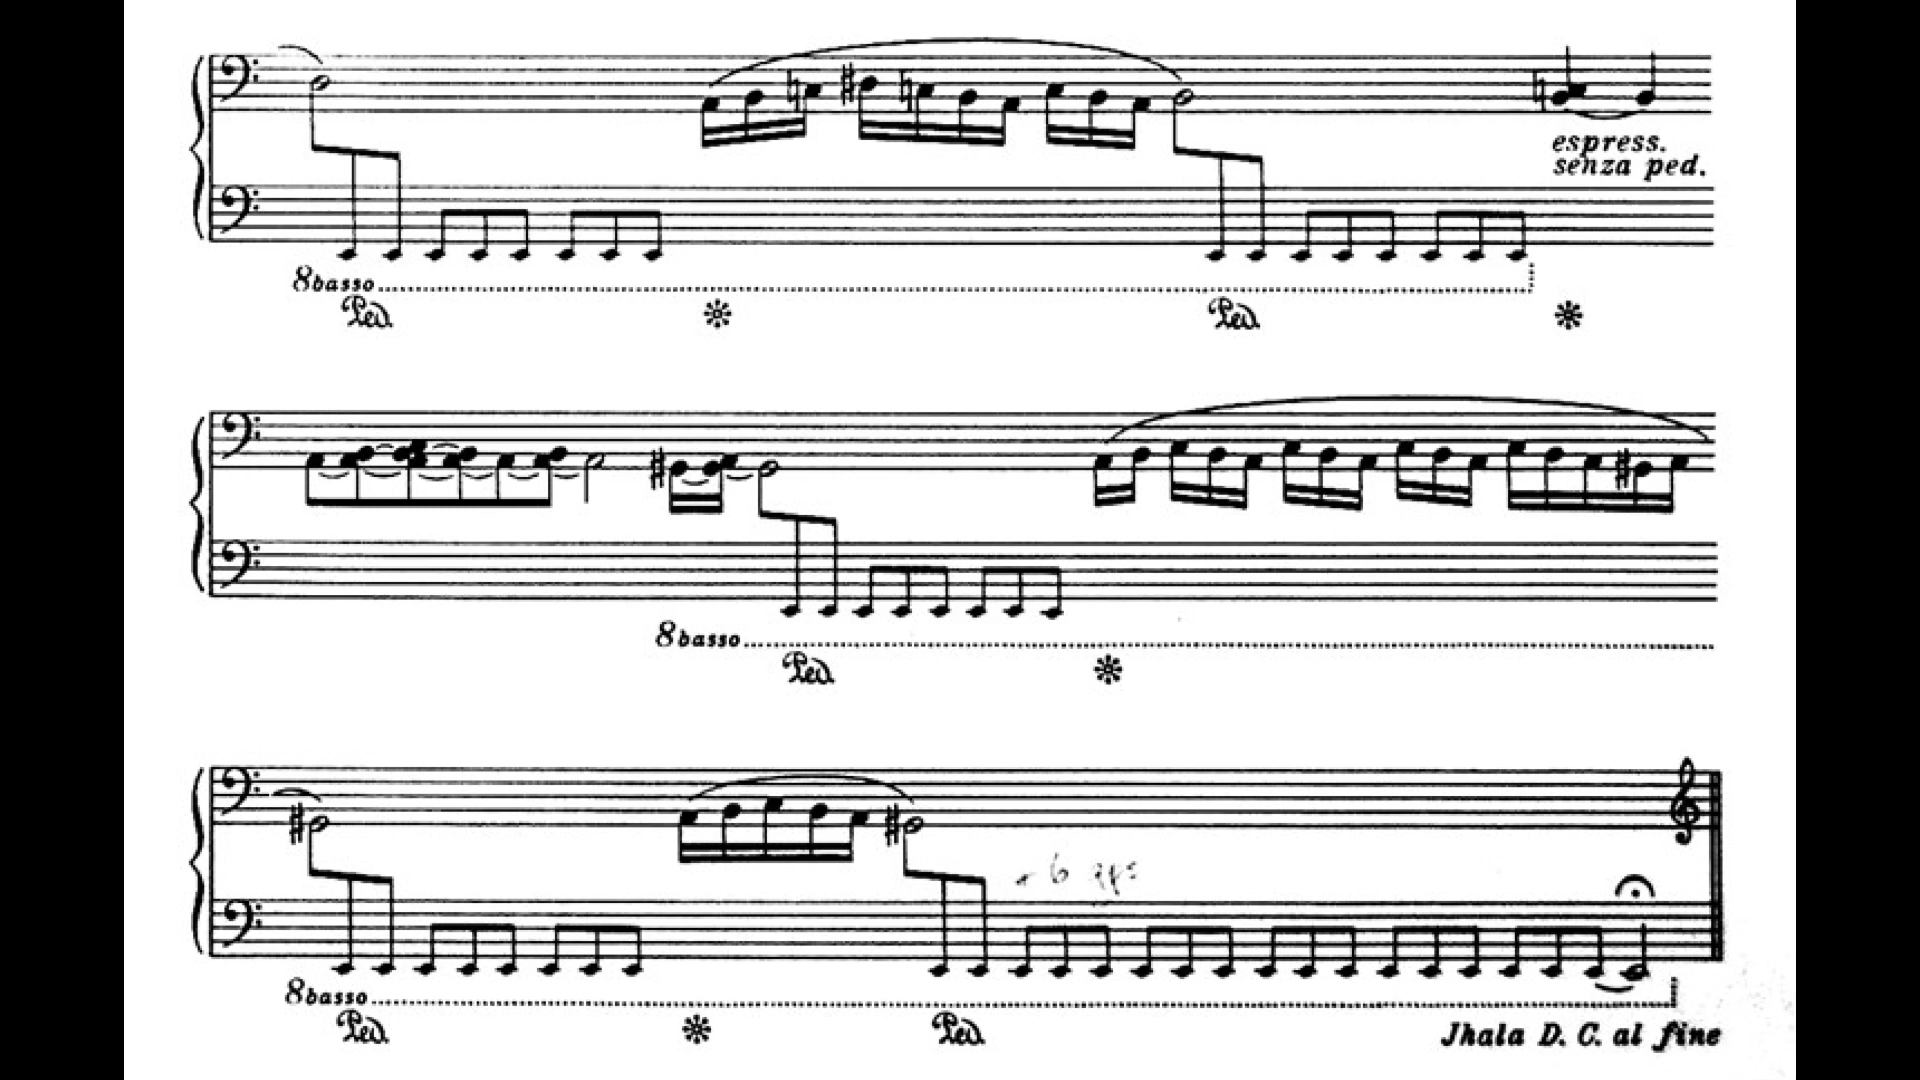 espress.
senza ped.
8basso
Ped. Ped.
8basso
Ped.
8basso
Ped. Ped.
Jhala D. C. al fine